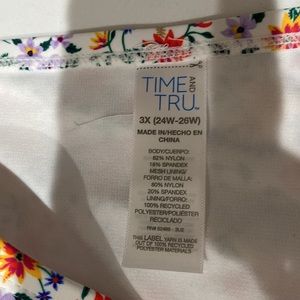 TIME AND
TRU™
3X (24W-26W)
MADE IN/HECHO EN
CHINA
BODY/CUERPO:
82% NYLON
18% SPANDEX
MESH LINING/
FORRO DE MALLA:
80% NYLON
20% SPANDEX
LINING/FORRO:
100% RECYCLED
POLYESTER/POLIÉSTER
RECICLADO
THIS LABEL YARN IS MADE
OUT OF 100% RECYCLED
POLYESTER MATERIALS